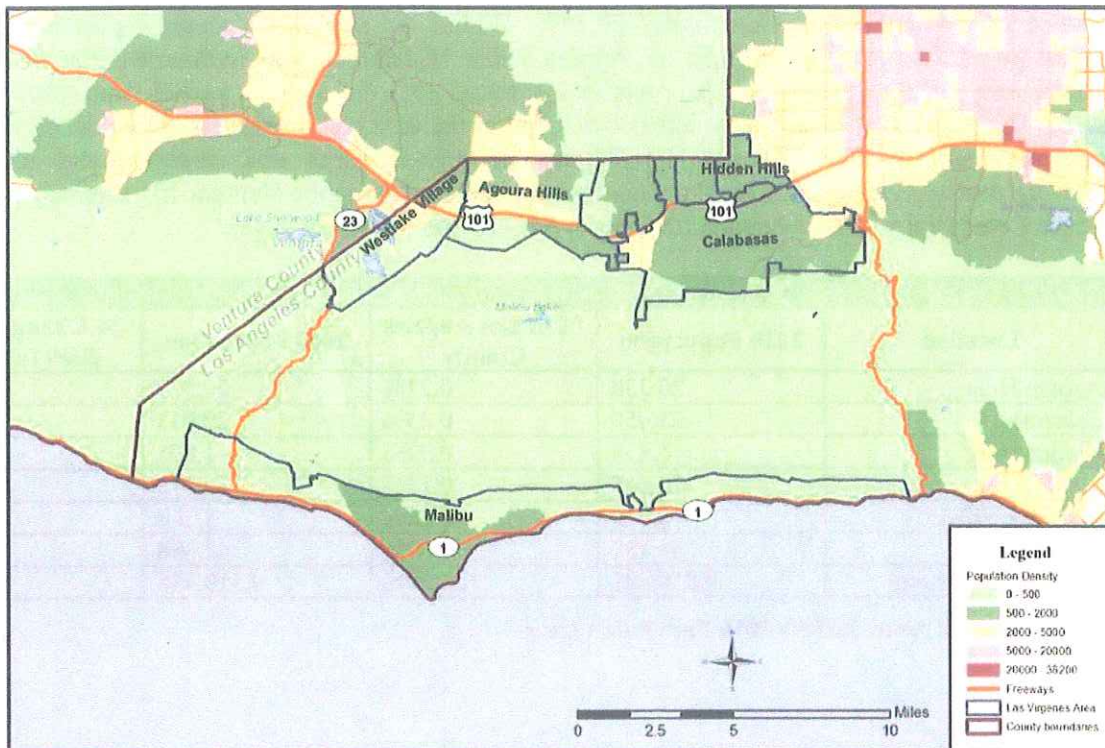 Hidden Hills
Agoura Hills
Westlake Village
101
101
23
Calabasas
Ventura County
Los Angeles County
Malibu
1
1
Legend
Population Density
0 - 500
500 - 2000
2000 - 5000
5000 - 20000
20000 - 36200
Freeways
Las Virgenes Area
County boundaries
Miles
0 2.5 5 10